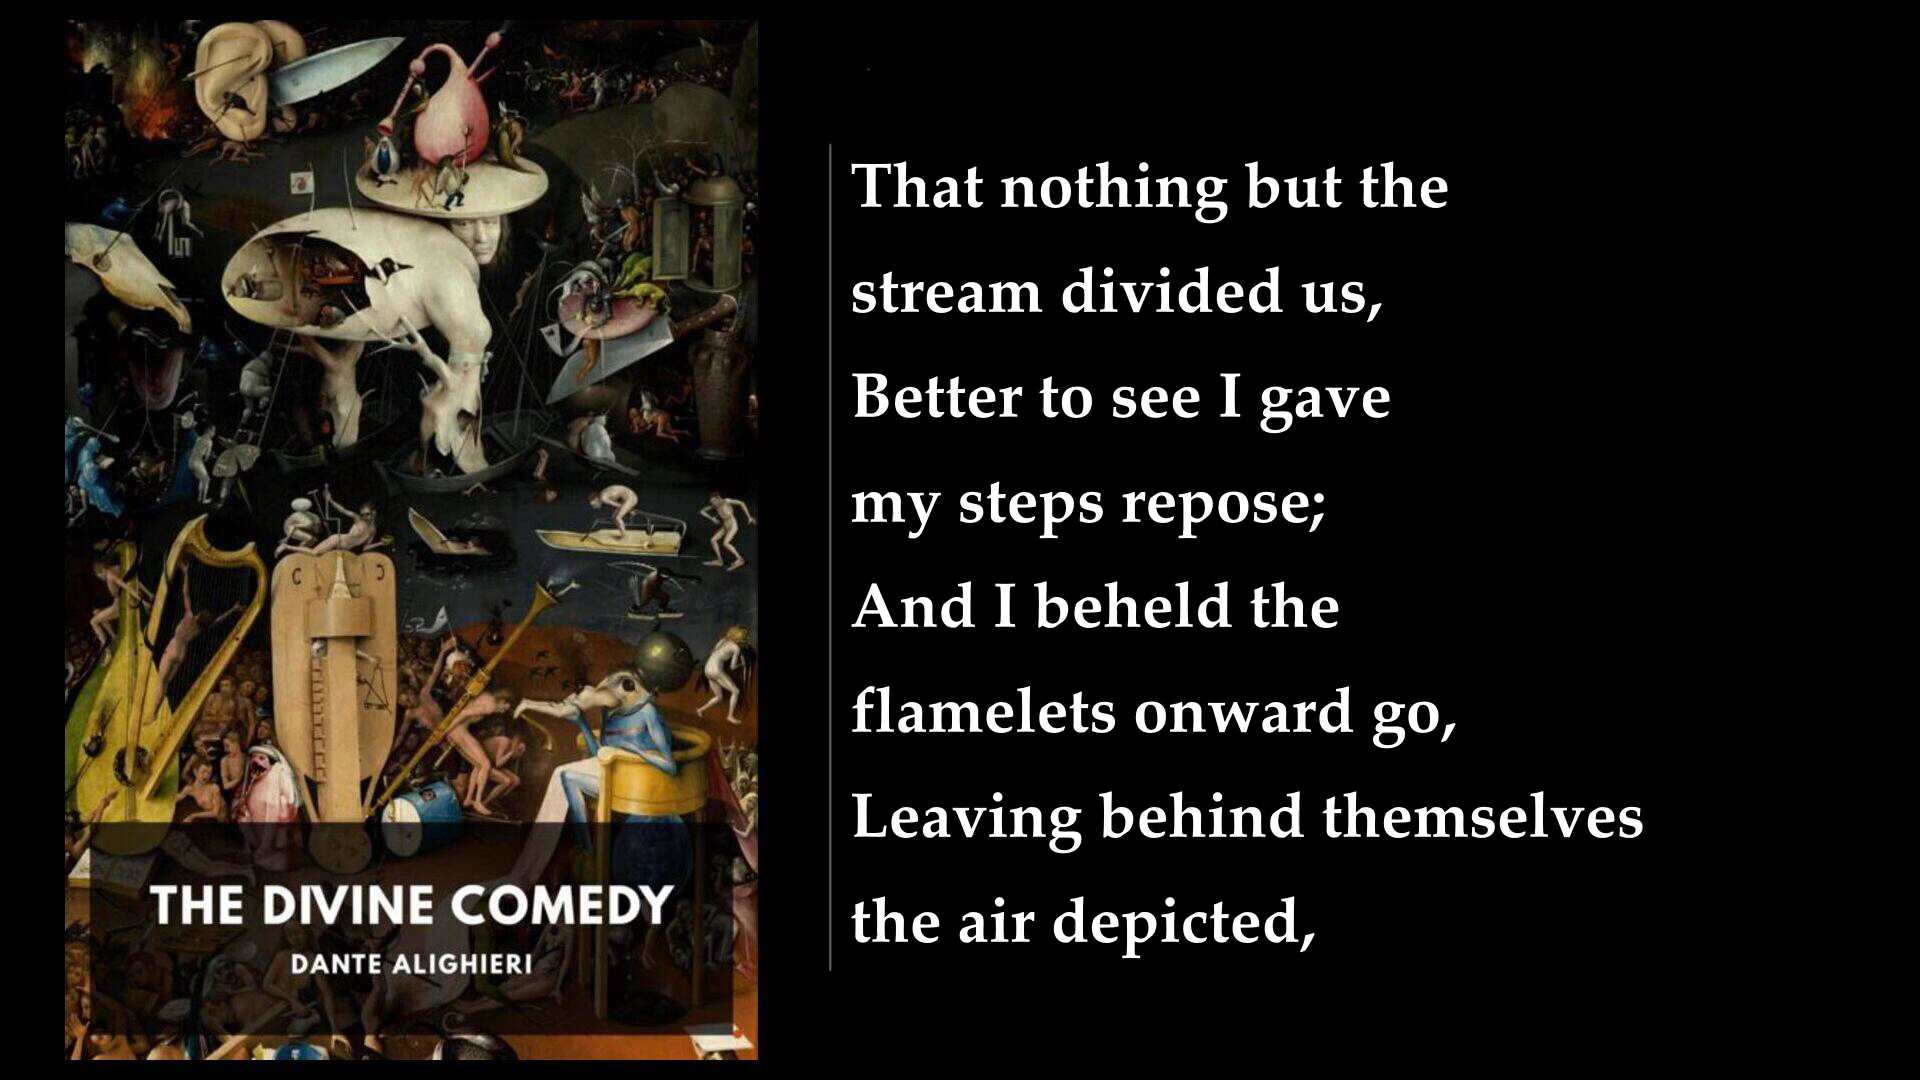 THE DIVINE COMEDY
DANTE ALIGHIERI
That nothing but the
stream divided us,
Better to see I gave
my steps repose;
And I beheld the
flamelets onward go,
Leaving behind themselves
the air depicted,